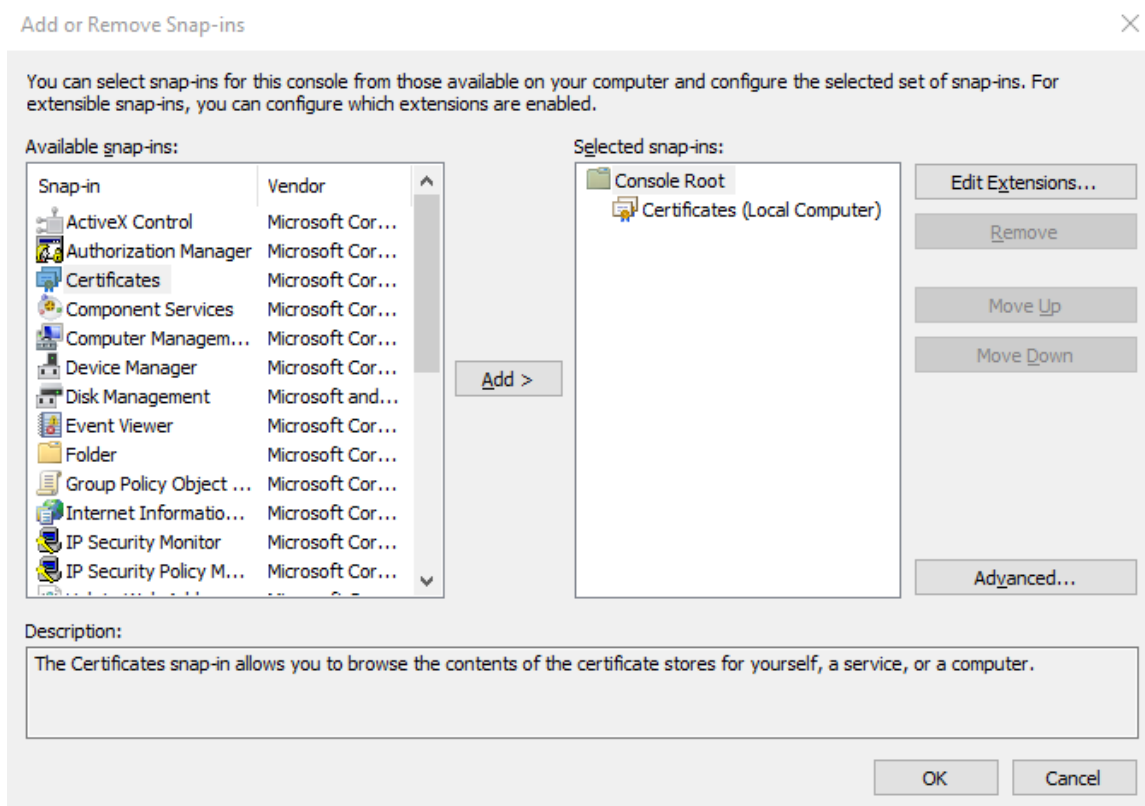 Add or Remove Snap-ins
You can select snap-ins for this console from those available on your computer and configure the selected set of snap-ins. For
extensible snap-ins, you can configure which extensions are enabled.
Available snap-ins:
Snap-in Vendor
ActiveX Control Microsoft Cor...
Authorization Manager Microsoft Cor...
Certificates Microsoft Cor...
Component Services Microsoft Cor...
Computer Managem... Microsoft Cor...
Device Manager Microsoft Cor...
Disk Management Microsoft and...
Event Viewer Microsoft Cor...
Folder Microsoft Cor...
Group Policy Object ... Microsoft Cor...
Internet Informatio... Microsoft Cor...
IP Security Monitor Microsoft Cor...
IP Security Policy M... Microsoft Cor...
Add >
Selected snap-ins:
Console Root
Certificates (Local Computer)
Edit Extensions...
Remove
Move Up
Move Down
Advanced...
Description:
The Certificates snap-in allows you to browse the contents of the certificate stores for yourself, a service, or a computer.
OK
Cancel